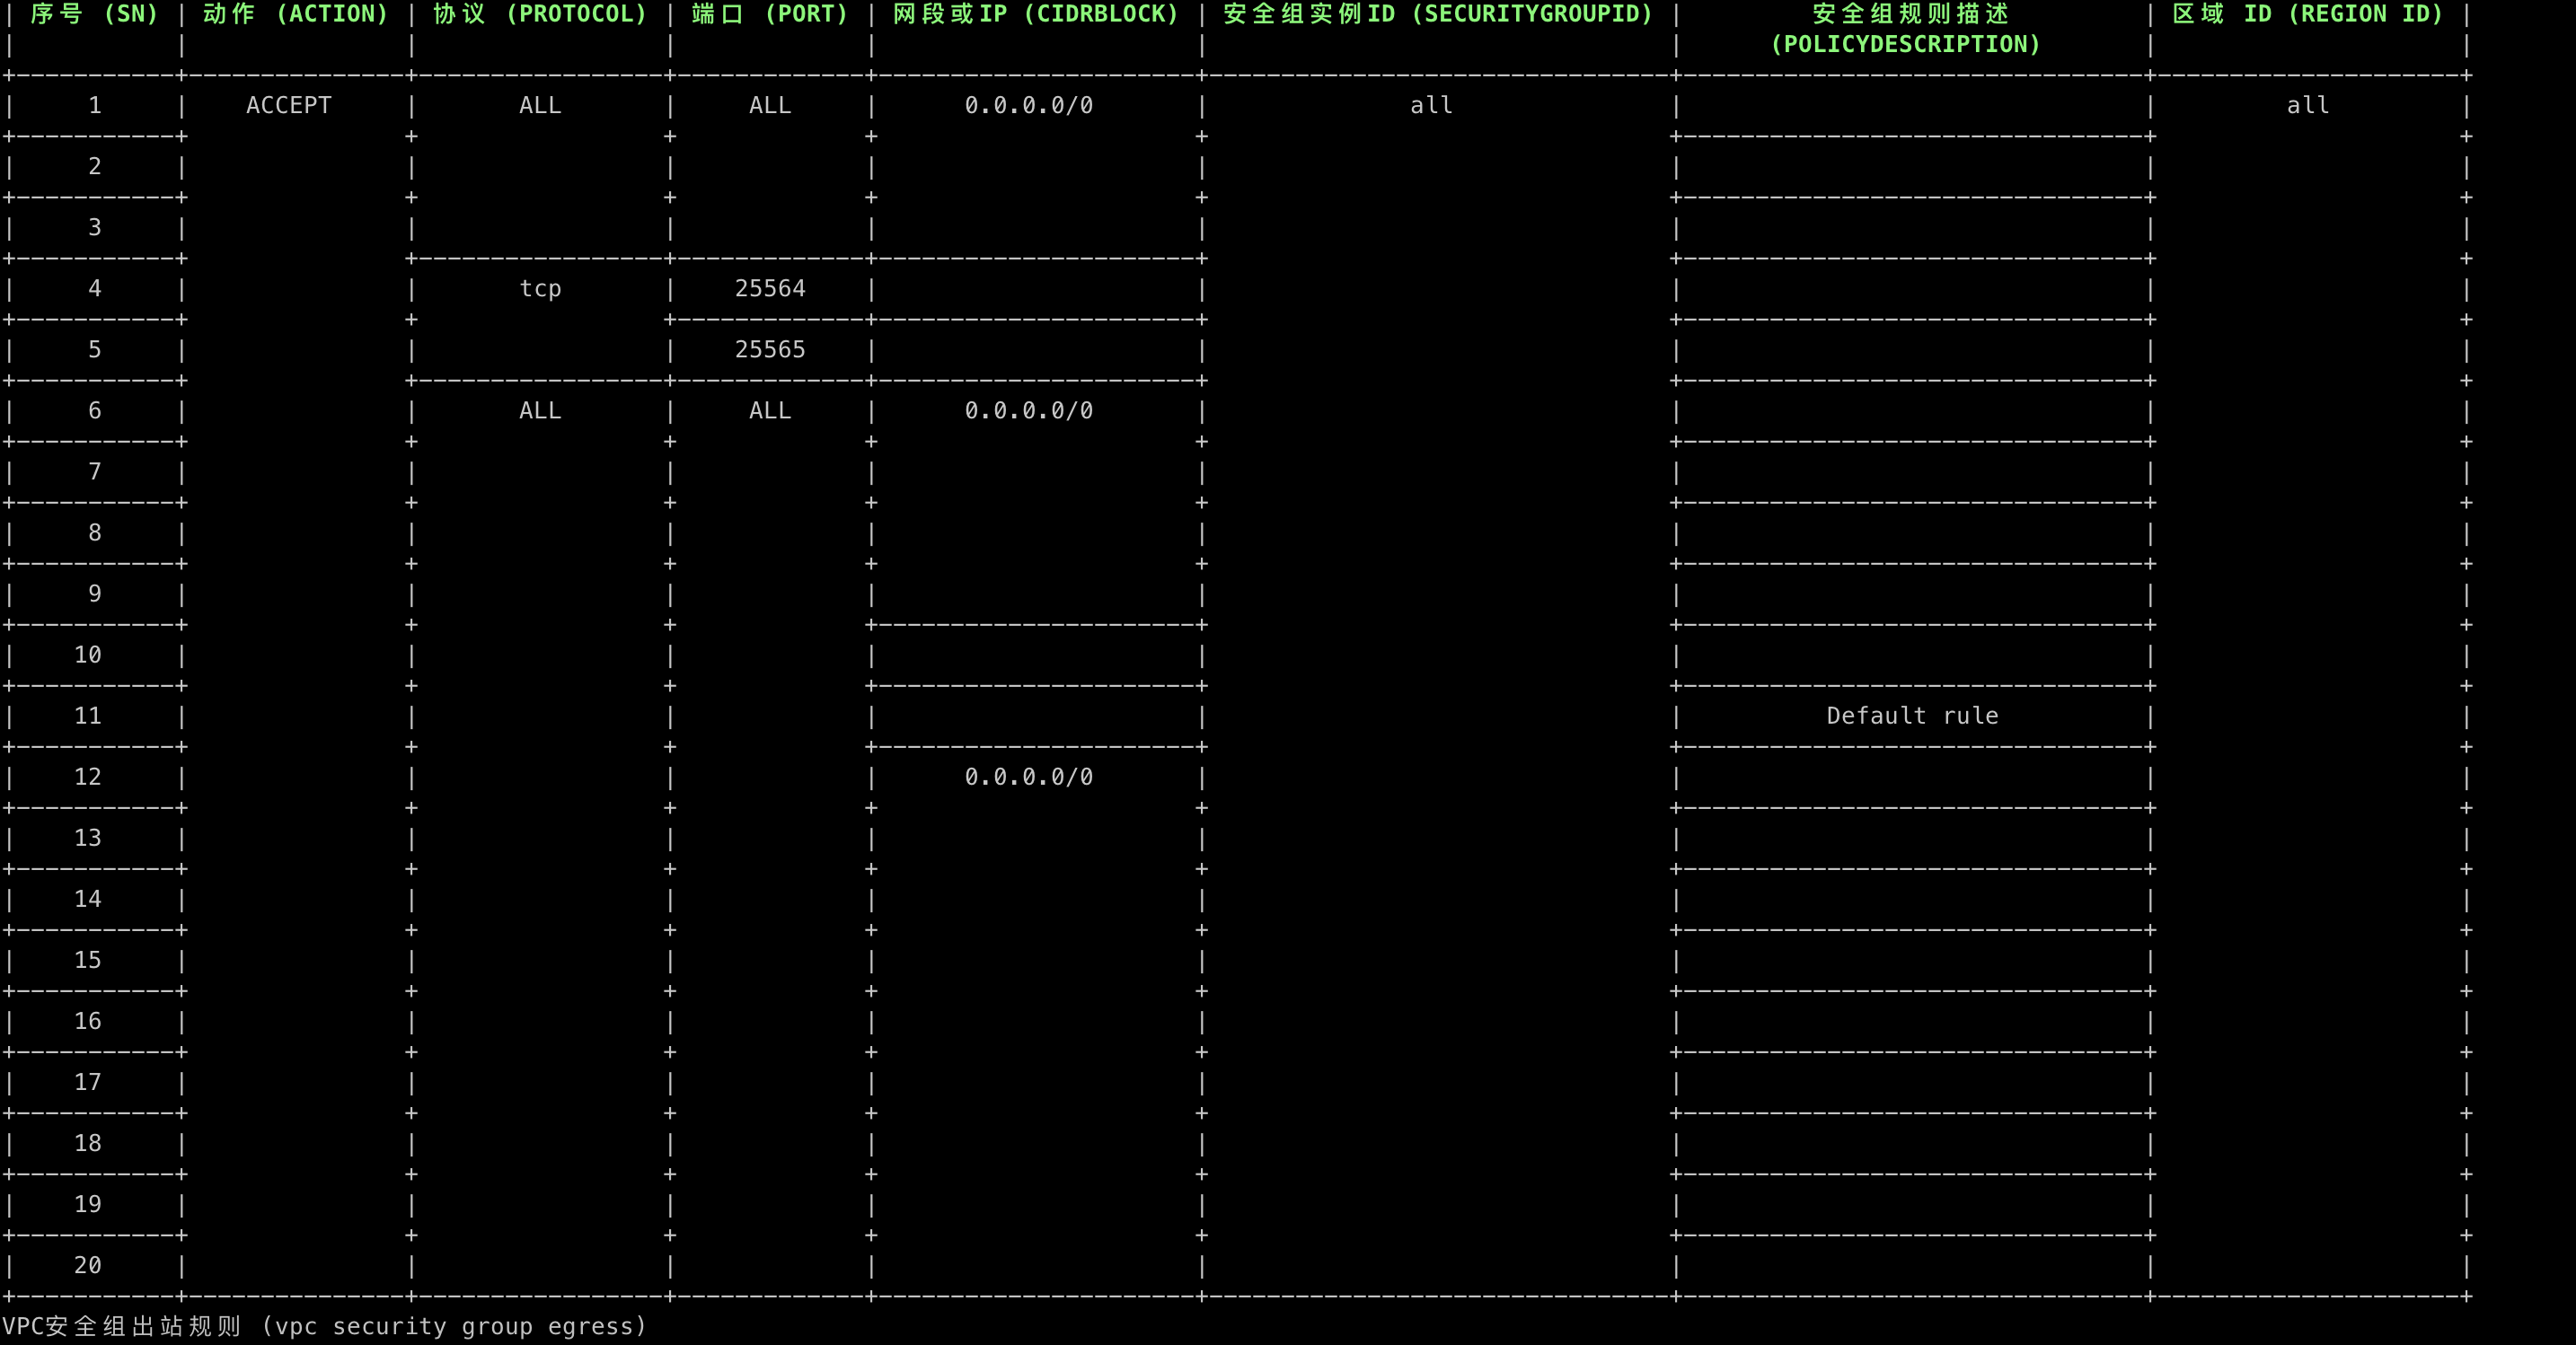 序号 (SN) | 动作 (ACTION) | 协议 (PROTOCOL) | 端口 (PORT) | 网段或IP (CIDRBLOCK) | 安全组实例ID (SECURITYGROUPID) | 安全组规则描述 | 区域 ID (REGION ID)
(POLICYDESCRIPTION)
1 | ACCEPT | ALL | ALL | 0.0.0.0/0 | all | | all
2
3
4 | tcp | 25564
5 | 25565
6 | ALL | ALL | 0.0.0.0/0
7
8
9
10
11 | Default rule
12 | 0.0.0.0/0
13
14
15
16
17
18
19
20
VPC安全组出站规则 (vpc security group egress)